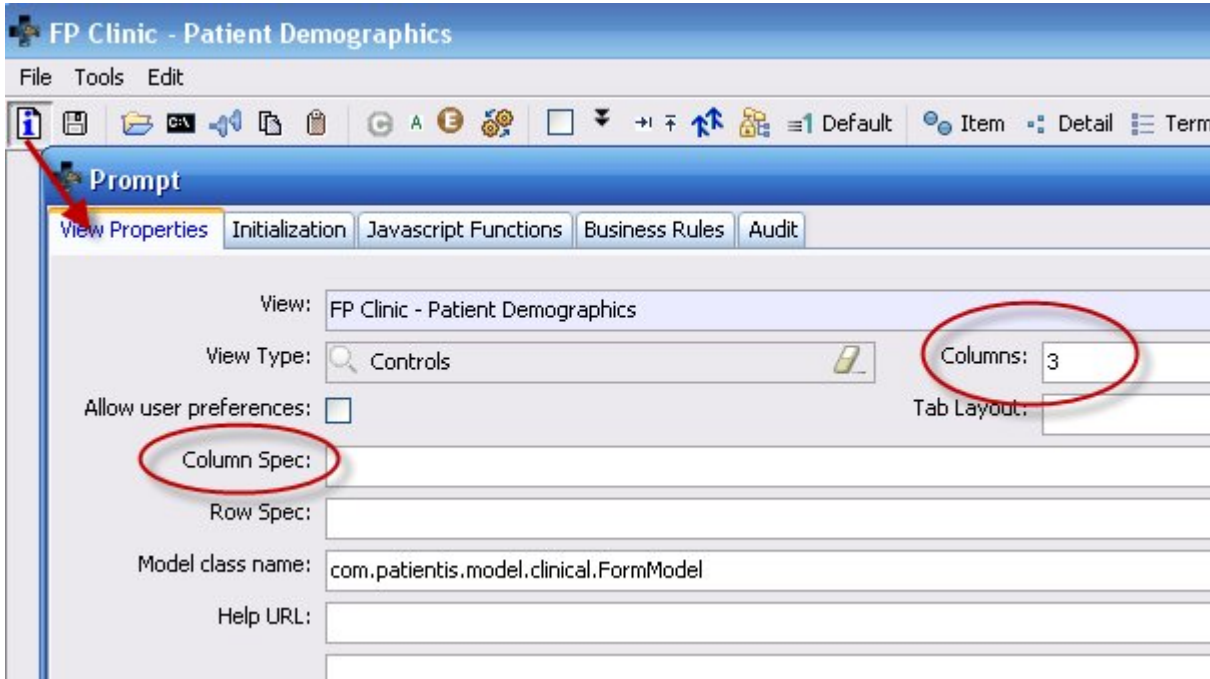 FP Clinic - Patient Demographics
File Tools Edit
C:\ C A E 1 Default Item Detail Term
Prompt
View Properties Initialization Javascript Functions Business Rules Audit
View: FP Clinic - Patient Demographics
View Type: Controls Columns: 3
Allow user preferences: Tab Layout:
Column Spec:
Row Spec:
Model class name: com.patientis.model.clinical.FormModel
Help URL: